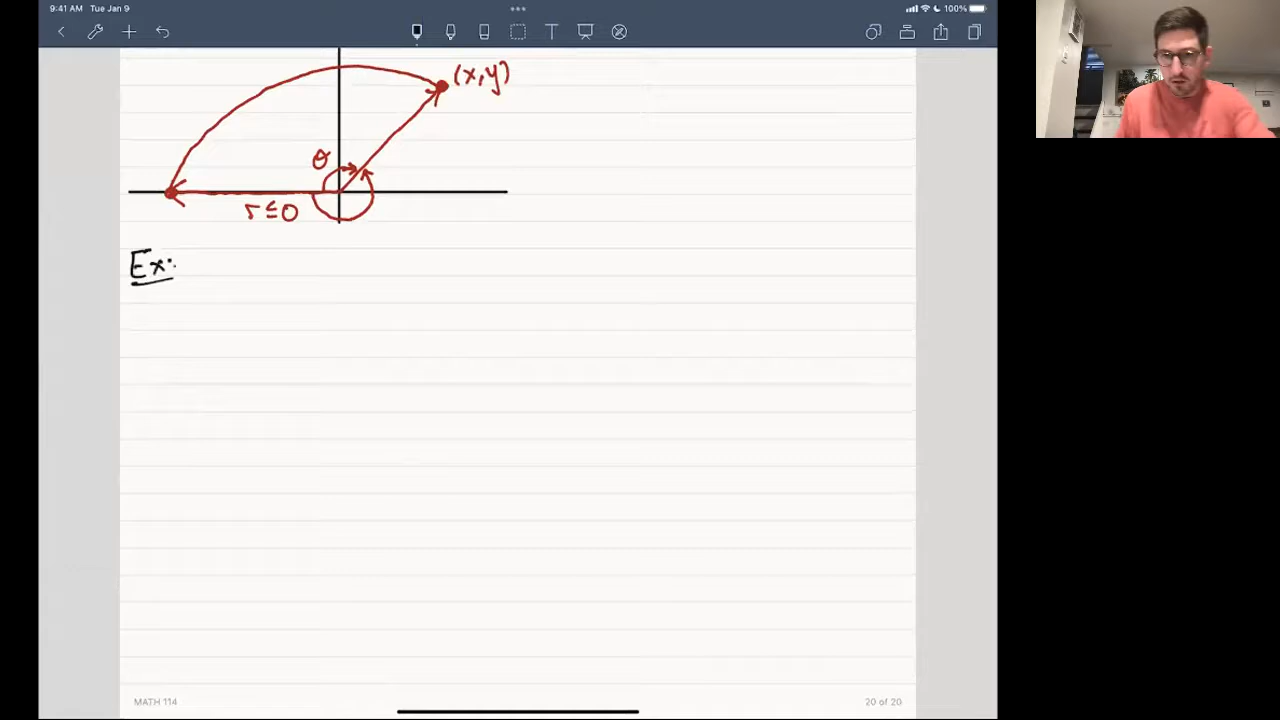 9:41 AM Tue Jan 9
100%
(x,y)
θ
r≤0
Ex:
MATH 114
20 of 20